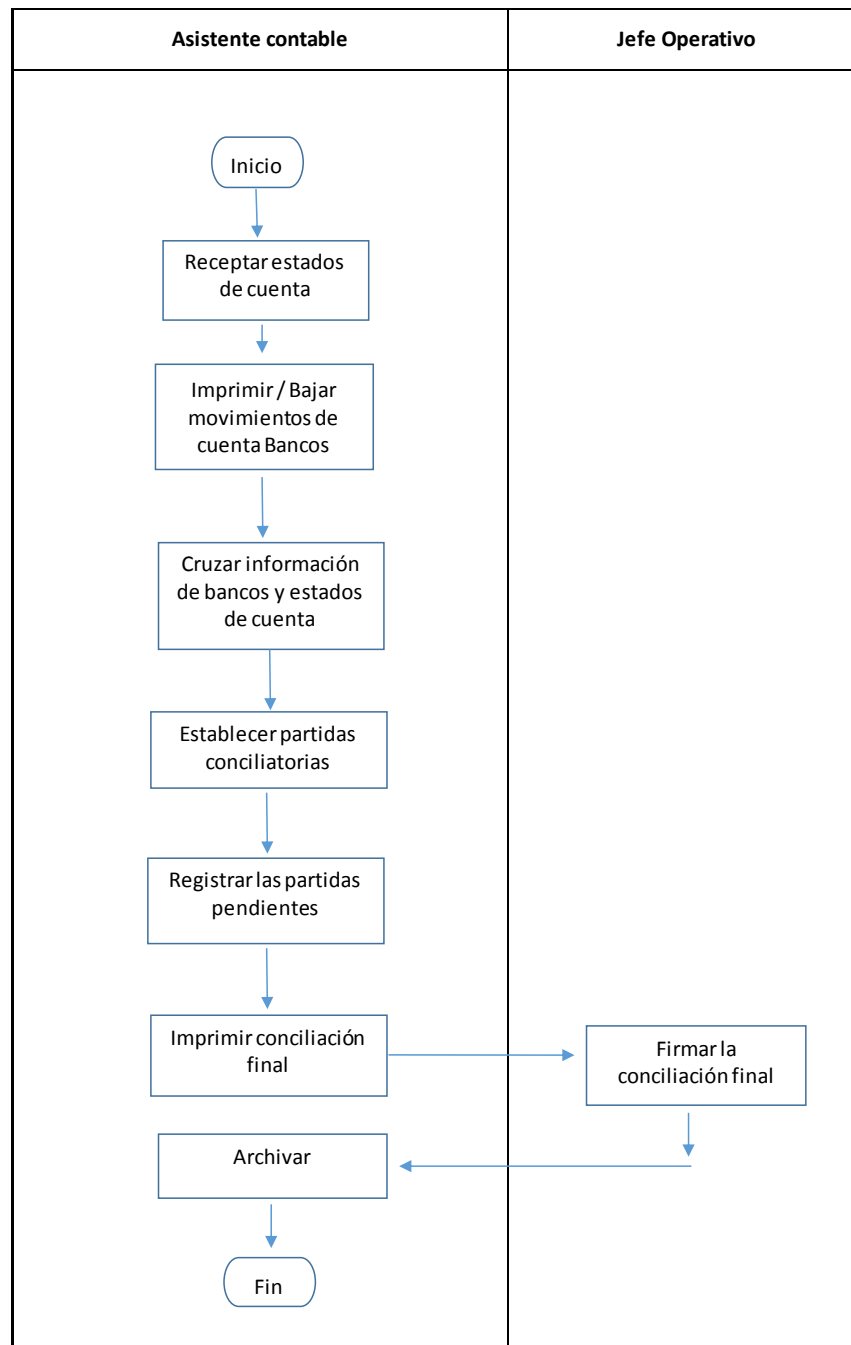 Asistente contable
Jefe Operativo
Inicio
Receptar estados
de cuenta
Imprimir / Bajar
movimientos de
cuenta Bancos
Cruzar información
de bancos y estados
de cuenta
Establecer partidas
conciliatorias
Registrar las partidas
pendientes
Imprimir conciliación
final
Firmar la
conciliación final
Archivar
Fin